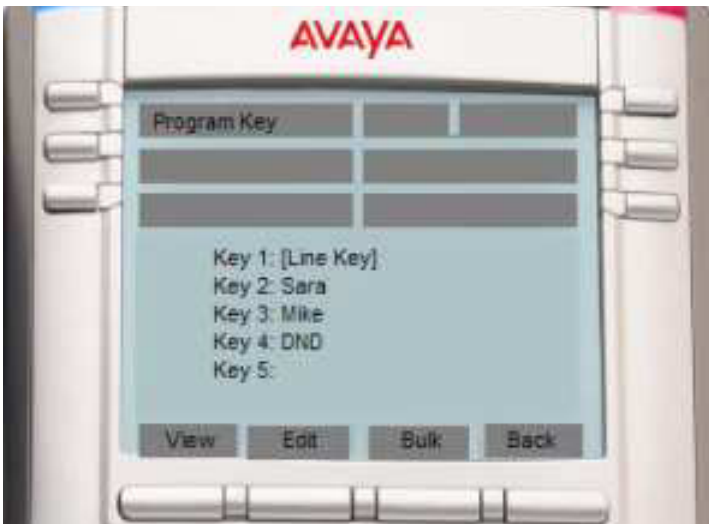 AVAYA
Program Key
Key 1: [Line Key]
Key 2: Sara
Key 3: Mike
Key 4: DND
Key 5:
View Edit Bulk Back